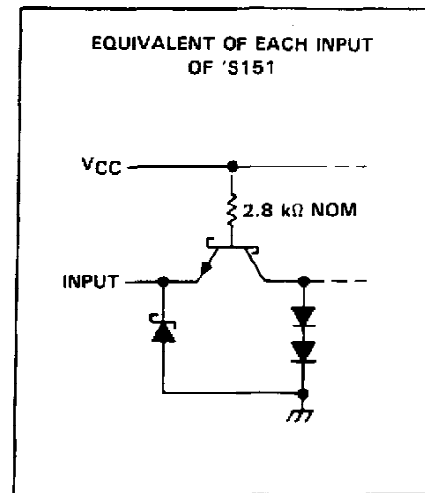 EQUIVALENT OF EACH INPUT
OF 'S151
VCC
2.8 kΩ NOM
INPUT